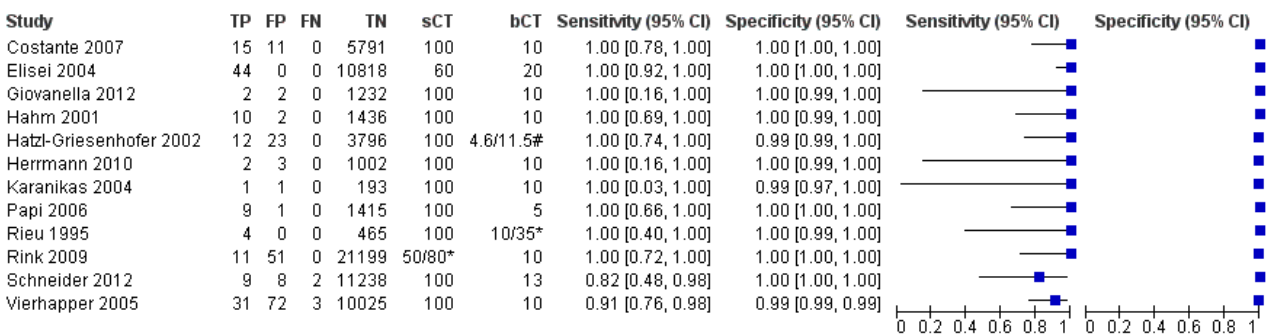 Study TP FP FN TN sCT bCT Sensitivity (95% CI) Specificity (95% CI) Sensitivity (95% CI) Specificity (95% CI)
Costante 2007 15 11 0 5791 100 10 1.00 [0.78, 1.00] 1.00 [1.00, 1.00]
Elisei 2004 44 0 0 10818 60 20 1.00 [0.92, 1.00] 1.00 [1.00, 1.00]
Giovanella 2012 2 2 0 1232 100 10 1.00 [0.16, 1.00] 1.00 [0.99, 1.00]
Hahm 2001 10 2 0 1436 100 10 1.00 [0.69, 1.00] 1.00 [0.99, 1.00]
Hatzl-Griesenhofer 2002 12 23 0 3796 100 4.6/11.5# 1.00 [0.74, 1.00] 0.99 [0.99, 1.00]
Herrmann 2010 2 3 0 1002 100 10 1.00 [0.16, 1.00] 1.00 [0.99, 1.00]
Karanikas 2004 1 1 0 193 100 10 1.00 [0.03, 1.00] 0.99 [0.97, 1.00]
Papi 2006 9 1 0 1415 100 5 1.00 [0.66, 1.00] 1.00 [1.00, 1.00]
Rieu 1995 4 0 0 465 100 10/35* 1.00 [0.40, 1.00] 1.00 [0.99, 1.00]
Rink 2009 11 51 0 21199 50/80* 10 1.00 [0.72, 1.00] 1.00 [1.00, 1.00]
Schneider 2012 9 8 2 11238 100 13 0.82 [0.48, 0.98] 1.00 [1.00, 1.00]
Vierhapper 2005 31 72 3 10025 100 10 0.91 [0.76, 0.98] 0.99 [0.99, 0.99]
0 0.2 0.4 0.6 0.8 1 0 0.2 0.4 0.6 0.8 1